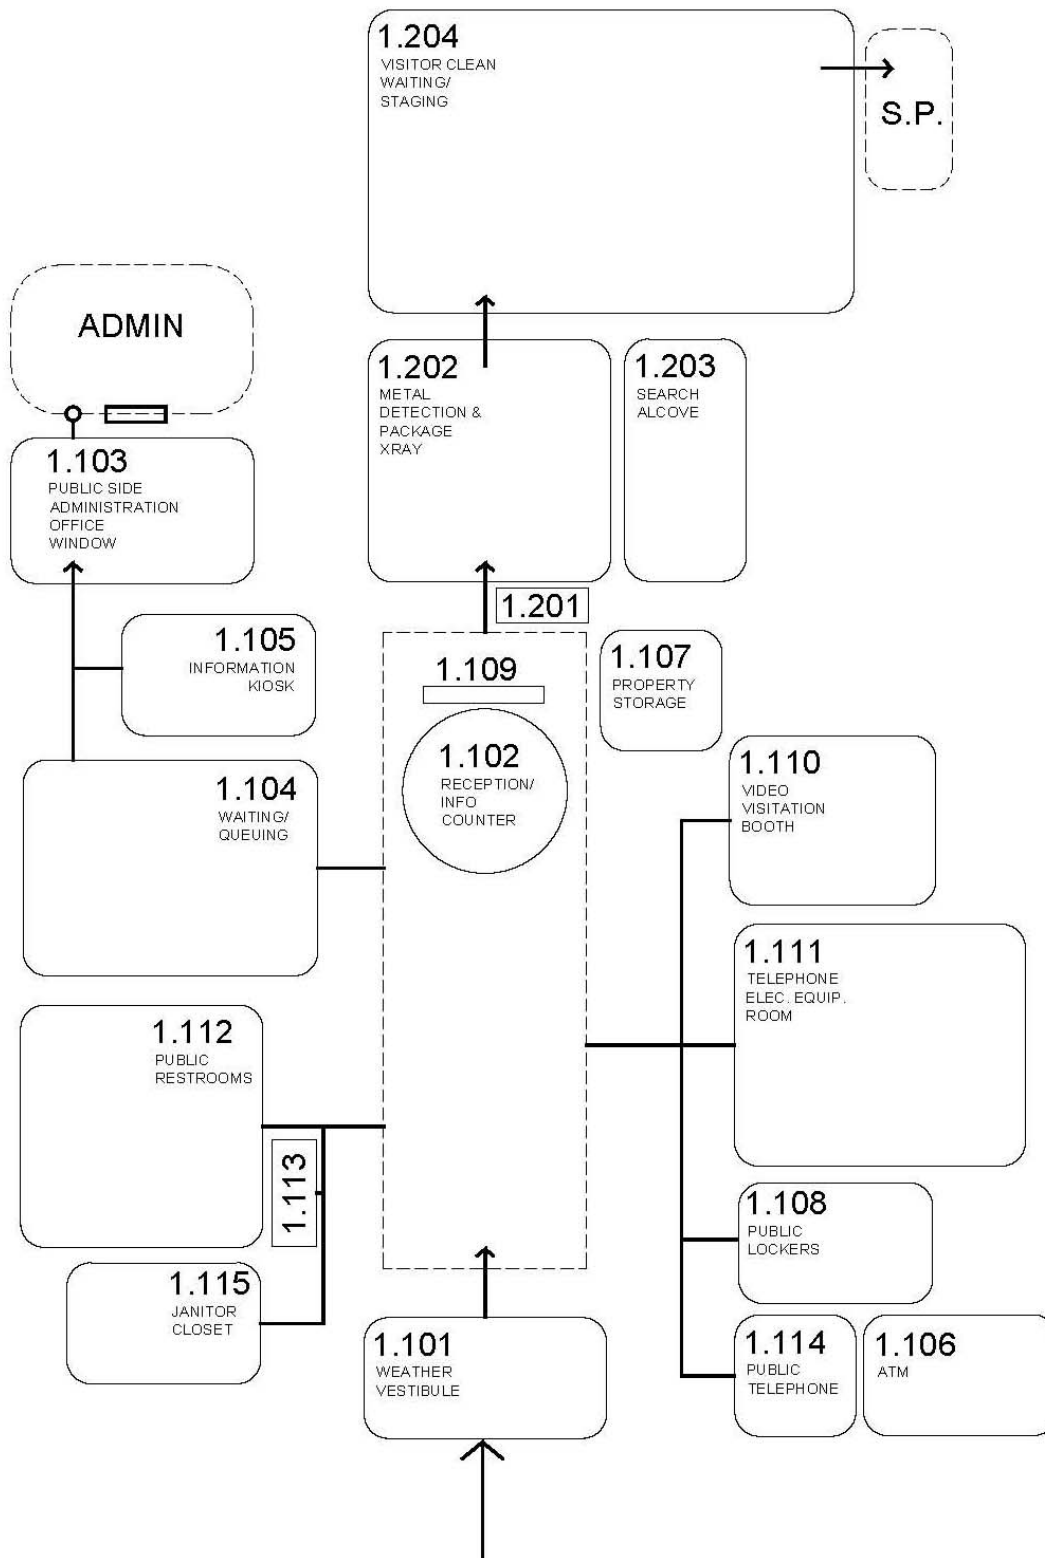 1.204
VISITOR CLEAN
WAITING/
STAGING
S.P.
ADMIN
1.202
METAL
DETECTION &
PACKAGE
XRAY
1.203
SEARCH
ALCOVE
1.103
PUBLIC SIDE
ADMINISTRATION
OFFICE
WINDOW
1.201
1.105
INFORMATION
KIOSK
1.109
1.107
PROPERTY
STORAGE
1.102
RECEPTION/
INFO
COUNTER
1.104
WAITING/
QUEUING
1.110
VIDEO
VISITATION
BOOTH
1.111
TELEPHONE
ELEC. EQUIP.
ROOM
1.112
PUBLIC
RESTROOMS
1.113
1.108
PUBLIC
LOCKERS
1.115
JANITOR
CLOSET
1.101
WEATHER
VESTIBULE
1.114
PUBLIC
TELEPHONE
1.106
ATM